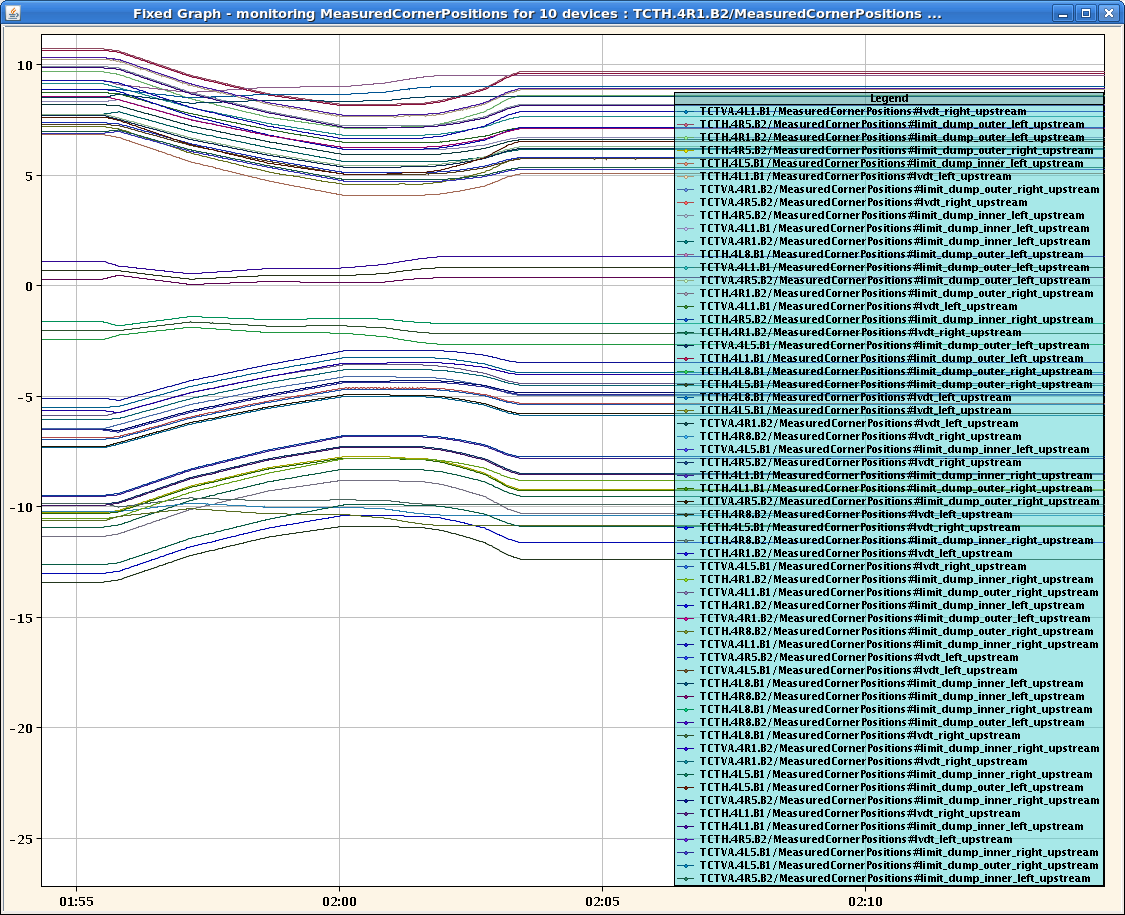 Fixed Graph - monitoring MeasuredCornerPositions for 10 devices : TCTH.4R1.B2/MeasuredCornerPositions ...
10
5
0
-5
-10
-15
-20
-25
01:55
02:00
02:05
02:10
Legend
TCTVA.4L1.B1/MeasuredCornerPositions#lvdt_right_upstream
TCTH.4R5.B2/MeasuredCornerPositions#limit_dump_outer_left_upstream
TCTH.4R1.B2/MeasuredCornerPositions#limit_dump_outer_left_upstream
TCTH.4R5.B2/MeasuredCornerPositions#limit_dump_outer_right_upstream
TCTH.4L5.B1/MeasuredCornerPositions#limit_dump_inner_left_upstream
TCTH.4L1.B1/MeasuredCornerPositions#lvdt_left_upstream
TCTVA.4R1.B2/MeasuredCornerPositions#limit_dump_outer_right_upstream
TCTVA.4R5.B2/MeasuredCornerPositions#lvdt_right_upstream
TCTH.4R5.B2/MeasuredCornerPositions#limit_dump_inner_left_upstream
TCTVA.4L1.B1/MeasuredCornerPositions#limit_dump_inner_left_upstream
TCTVA.4R1.B2/MeasuredCornerPositions#limit_dump_inner_left_upstream
TCTH.4L8.B1/MeasuredCornerPositions#limit_dump_outer_left_upstream
TCTVA.4L1.B1/MeasuredCornerPositions#limit_dump_outer_left_upstream
TCTVA.4R5.B2/MeasuredCornerPositions#limit_dump_outer_left_upstream
TCTH.4R1.B2/MeasuredCornerPositions#limit_dump_outer_right_upstream
TCTVA.4L1.B1/MeasuredCornerPositions#lvdt_left_upstream
TCTH.4R5.B2/MeasuredCornerPositions#limit_dump_inner_right_upstream
TCTH.4R1.B2/MeasuredCornerPositions#lvdt_right_upstream
TCTVA.4L5.B1/MeasuredCornerPositions#limit_dump_outer_left_upstream
TCTH.4L1.B1/MeasuredCornerPositions#limit_dump_outer_left_upstream
TCTH.4L8.B1/MeasuredCornerPositions#limit_dump_outer_right_upstream
TCTH.4L5.B1/MeasuredCornerPositions#limit_dump_outer_right_upstream
TCTH.4L8.B1/MeasuredCornerPositions#lvdt_left_upstream
TCTH.4L5.B1/MeasuredCornerPositions#lvdt_left_upstream
TCTVA.4R1.B2/MeasuredCornerPositions#lvdt_left_upstream
TCTH.4R8.B2/MeasuredCornerPositions#lvdt_right_upstream
TCTVA.4L5.B1/MeasuredCornerPositions#limit_dump_inner_left_upstream
TCTH.4R5.B2/MeasuredCornerPositions#lvdt_right_upstream
TCTH.4L1.B1/MeasuredCornerPositions#limit_dump_inner_right_upstream
TCTH.4L1.B1/MeasuredCornerPositions#limit_dump_outer_right_upstream
TCTVA.4R5.B2/MeasuredCornerPositions#limit_dump_outer_right_upstream
TCTH.4R8.B2/MeasuredCornerPositions#lvdt_left_upstream
TCTH.4L5.B1/MeasuredCornerPositions#lvdt_right_upstream
TCTH.4R8.B2/MeasuredCornerPositions#limit_dump_inner_right_upstream
TCTH.4R1.B2/MeasuredCornerPositions#lvdt_left_upstream
TCTVA.4L5.B1/MeasuredCornerPositions#lvdt_right_upstream
TCTH.4R1.B2/MeasuredCornerPositions#limit_dump_inner_right_upstream
TCTVA.4L1.B1/MeasuredCornerPositions#limit_dump_outer_right_upstream
TCTH.4R1.B2/MeasuredCornerPositions#limit_dump_inner_left_upstream
TCTVA.4R1.B2/MeasuredCornerPositions#limit_dump_outer_left_upstream
TCTH.4R8.B2/MeasuredCornerPositions#limit_dump_outer_right_upstream
TCTVA.4L1.B1/MeasuredCornerPositions#limit_dump_inner_right_upstream
TCTVA.4R5.B2/MeasuredCornerPositions#lvdt_left_upstream
TCTVA.4L5.B1/MeasuredCornerPositions#lvdt_left_upstream
TCTH.4L8.B1/MeasuredCornerPositions#limit_dump_inner_left_upstream
TCTH.4R8.B2/MeasuredCornerPositions#limit_dump_inner_left_upstream
TCTH.4L8.B1/MeasuredCornerPositions#limit_dump_inner_right_upstream
TCTH.4R8.B2/MeasuredCornerPositions#limit_dump_outer_left_upstream
TCTH.4L8.B1/MeasuredCornerPositions#lvdt_right_upstream
TCTVA.4R1.B2/MeasuredCornerPositions#limit_dump_inner_right_upstream
TCTVA.4R1.B2/MeasuredCornerPositions#lvdt_right_upstream
TCTH.4L5.B1/MeasuredCornerPositions#limit_dump_inner_right_upstream
TCTH.4L5.B1/MeasuredCornerPositions#limit_dump_outer_left_upstream
TCTVA.4R5.B2/MeasuredCornerPositions#limit_dump_inner_right_upstream
TCTH.4L1.B1/MeasuredCornerPositions#lvdt_right_upstream
TCTH.4L1.B1/MeasuredCornerPositions#limit_dump_inner_left_upstream
TCTH.4R5.B2/MeasuredCornerPositions#lvdt_left_upstream
TCTVA.4L5.B1/MeasuredCornerPositions#limit_dump_inner_right_upstream
TCTVA.4L5.B1/MeasuredCornerPositions#limit_dump_outer_right_upstream
TCTVA.4R5.B2/MeasuredCornerPositions#limit_dump_inner_left_upstream